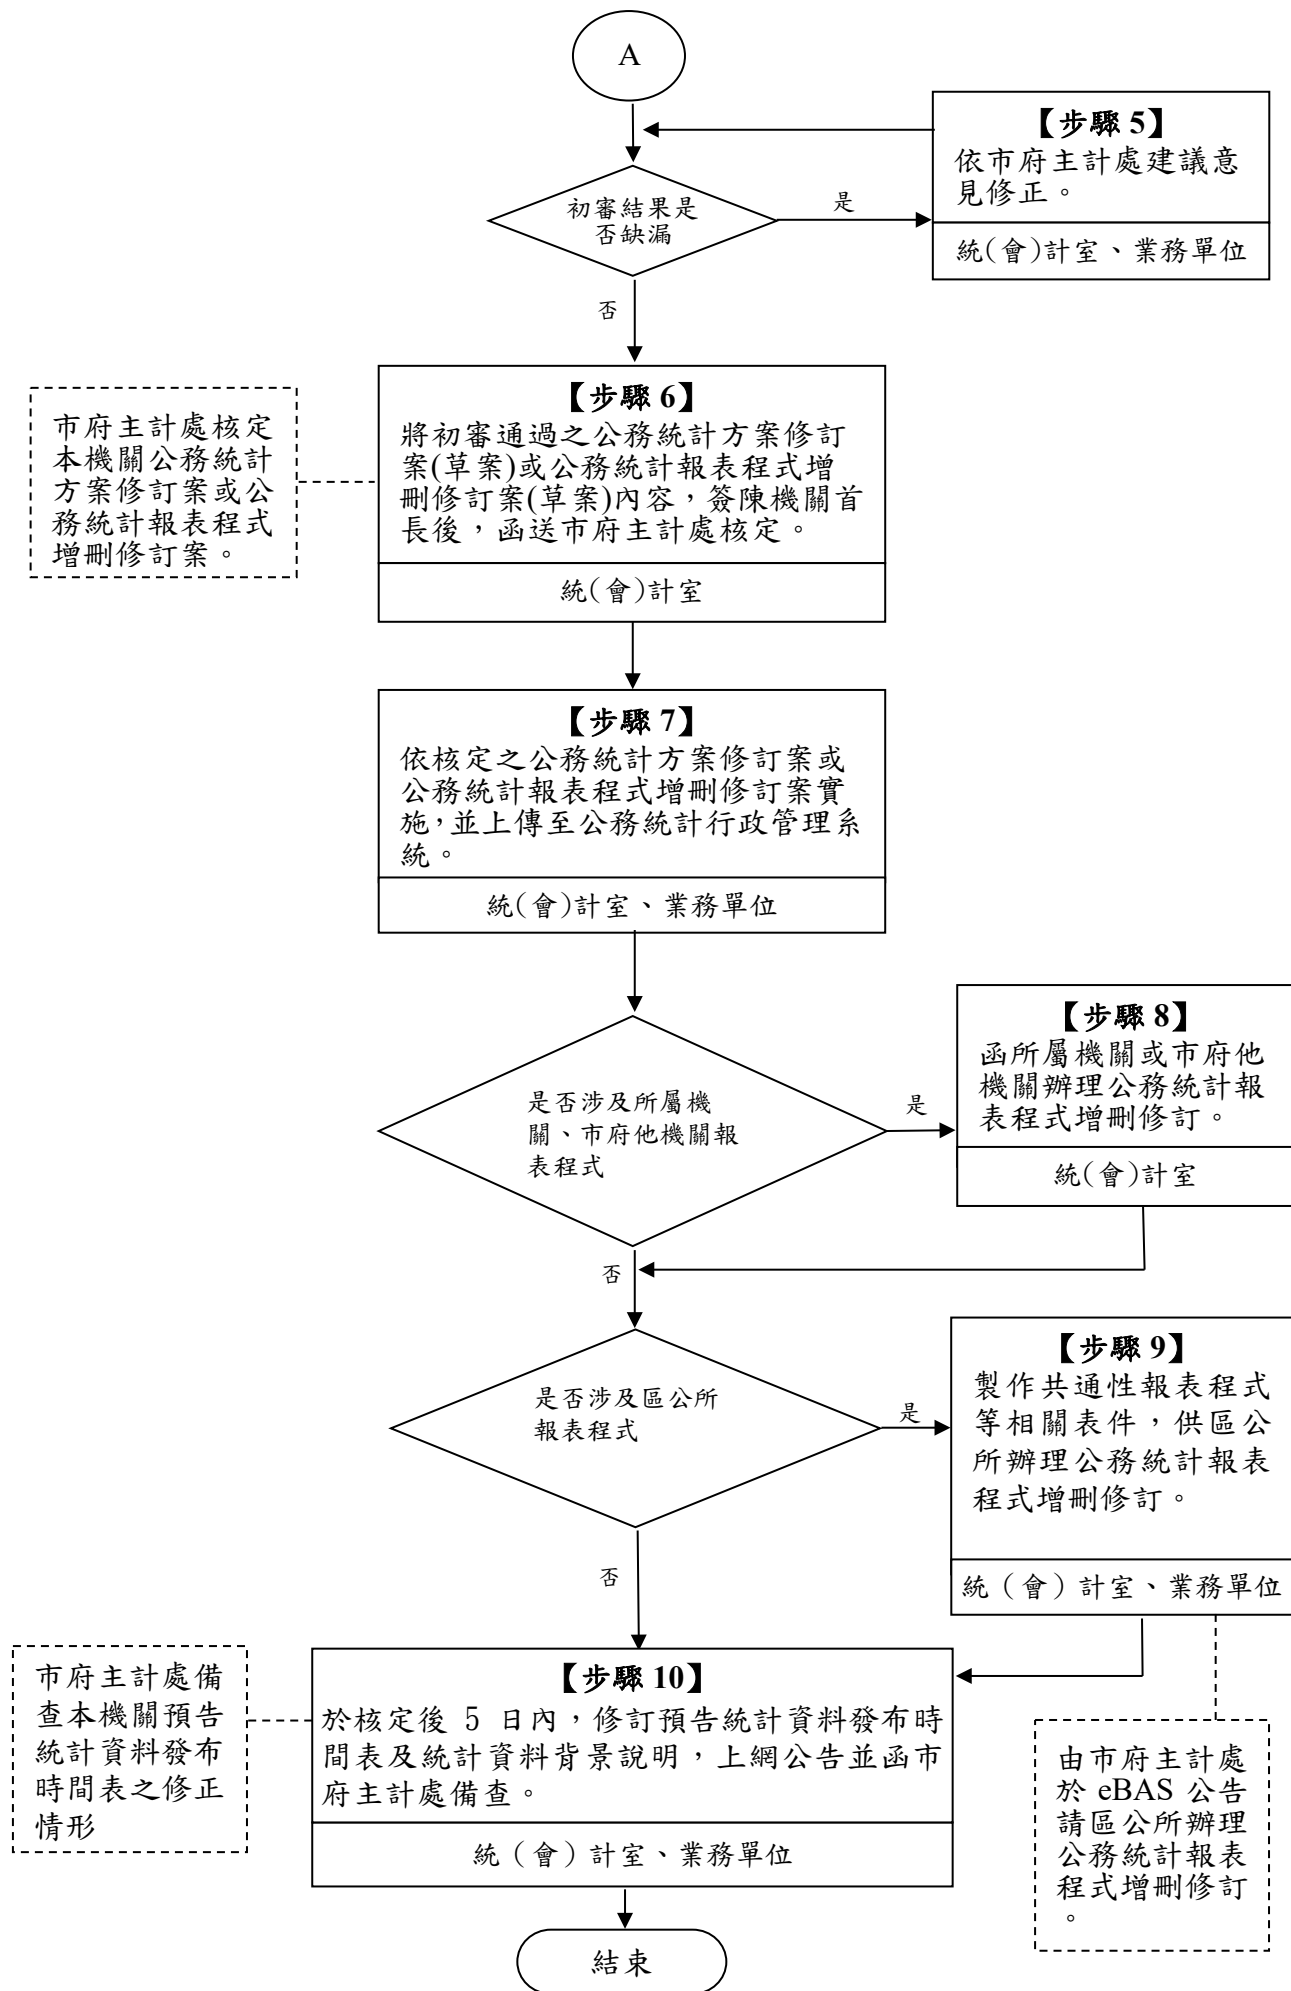 A
【步驟 5】
依市府主計處建議意
見修正。
統(會)計室、業務單位
初審結果是
否缺漏
是
否
【步驟 6】
將初審通過之公務統計方案修訂
案(草案)或公務統計報表程式增
刪修訂案(草案)內容，簽陳機關首
長後，函送市府主計處核定。
統(會)計室
市府主計處核定
本機關公務統計
方案修訂案或公
務統計報表程式
增刪修訂案。
【步驟 7】
依核定之公務統計方案修訂案或
公務統計報表程式增刪修訂案實
施，並上傳至公務統計行政管理系
統。
統(會)計室、業務單位
是否涉及所屬機
關、市府他機關報
表程式
是
【步驟 8】
函所屬機關或市府他
機關辦理公務統計報
表程式增刪修訂。
統(會)計室
否
是否涉及區公所
報表程式
是
【步驟 9】
製作共通性報表程式
等相關表件，供區公
所辦理公務統計報表
程式增刪修訂。
統（會）計室、業務單位
否
【步驟 10】
於核定後 5 日內，修訂預告統計資料發布時
間表及統計資料背景說明，上網公告並函市
府主計處備查。
統（會）計室、業務單位
市府主計處備
查本機關預告
統計資料發布
時間表之修正
情形
由市府主計處
於 eBAS 公告
請區公所辦理
公務統計報表
程式增刪修訂
。
結束